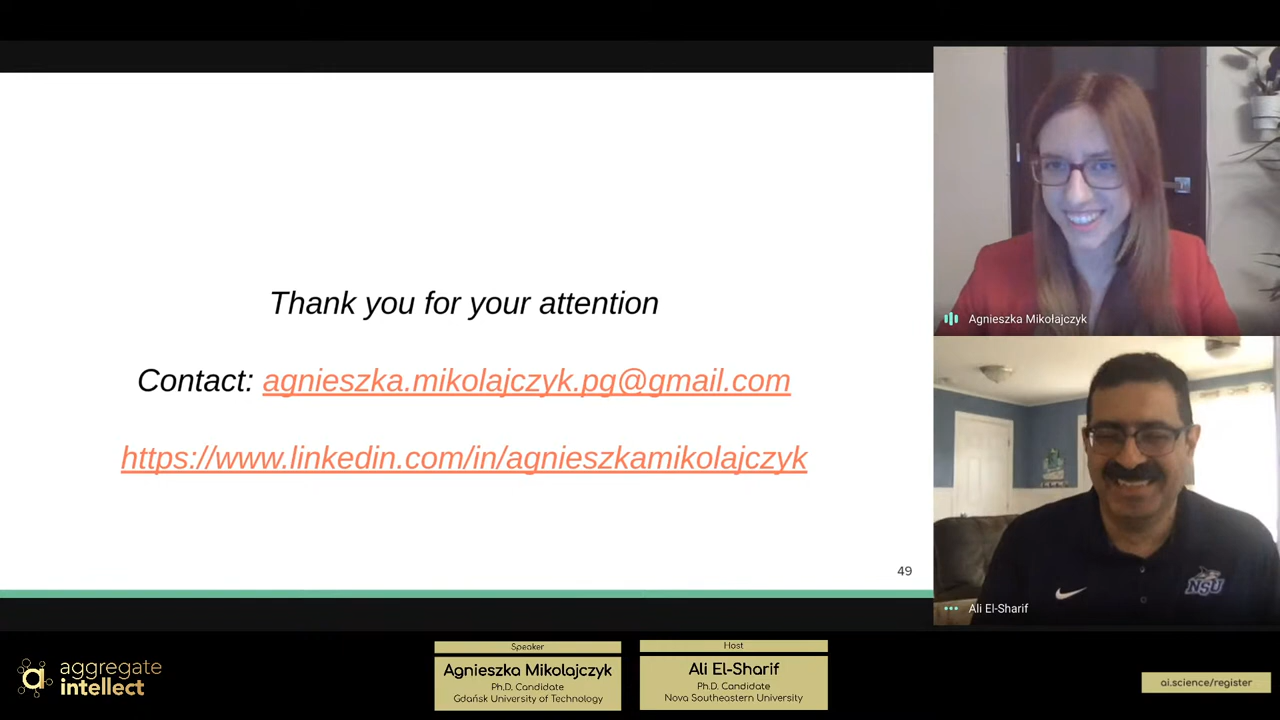 Thank you for your attention
Contact: agnieszka.mikolajczyk.pg@gmail.com
https://www.linkedin.com/in/agnieszkamikolajczyk
49
Agnieszka Mikołajczyk
NSU
Ali El-Sharif
aggregate
intellect
Speaker
Agnieszka Mikolajczyk
Ph.D. Candidate
Gdańsk University of Technology
Host
Ali El-Sharif
Ph.D. Candidate
Nova Southeastern University
ai.science/register